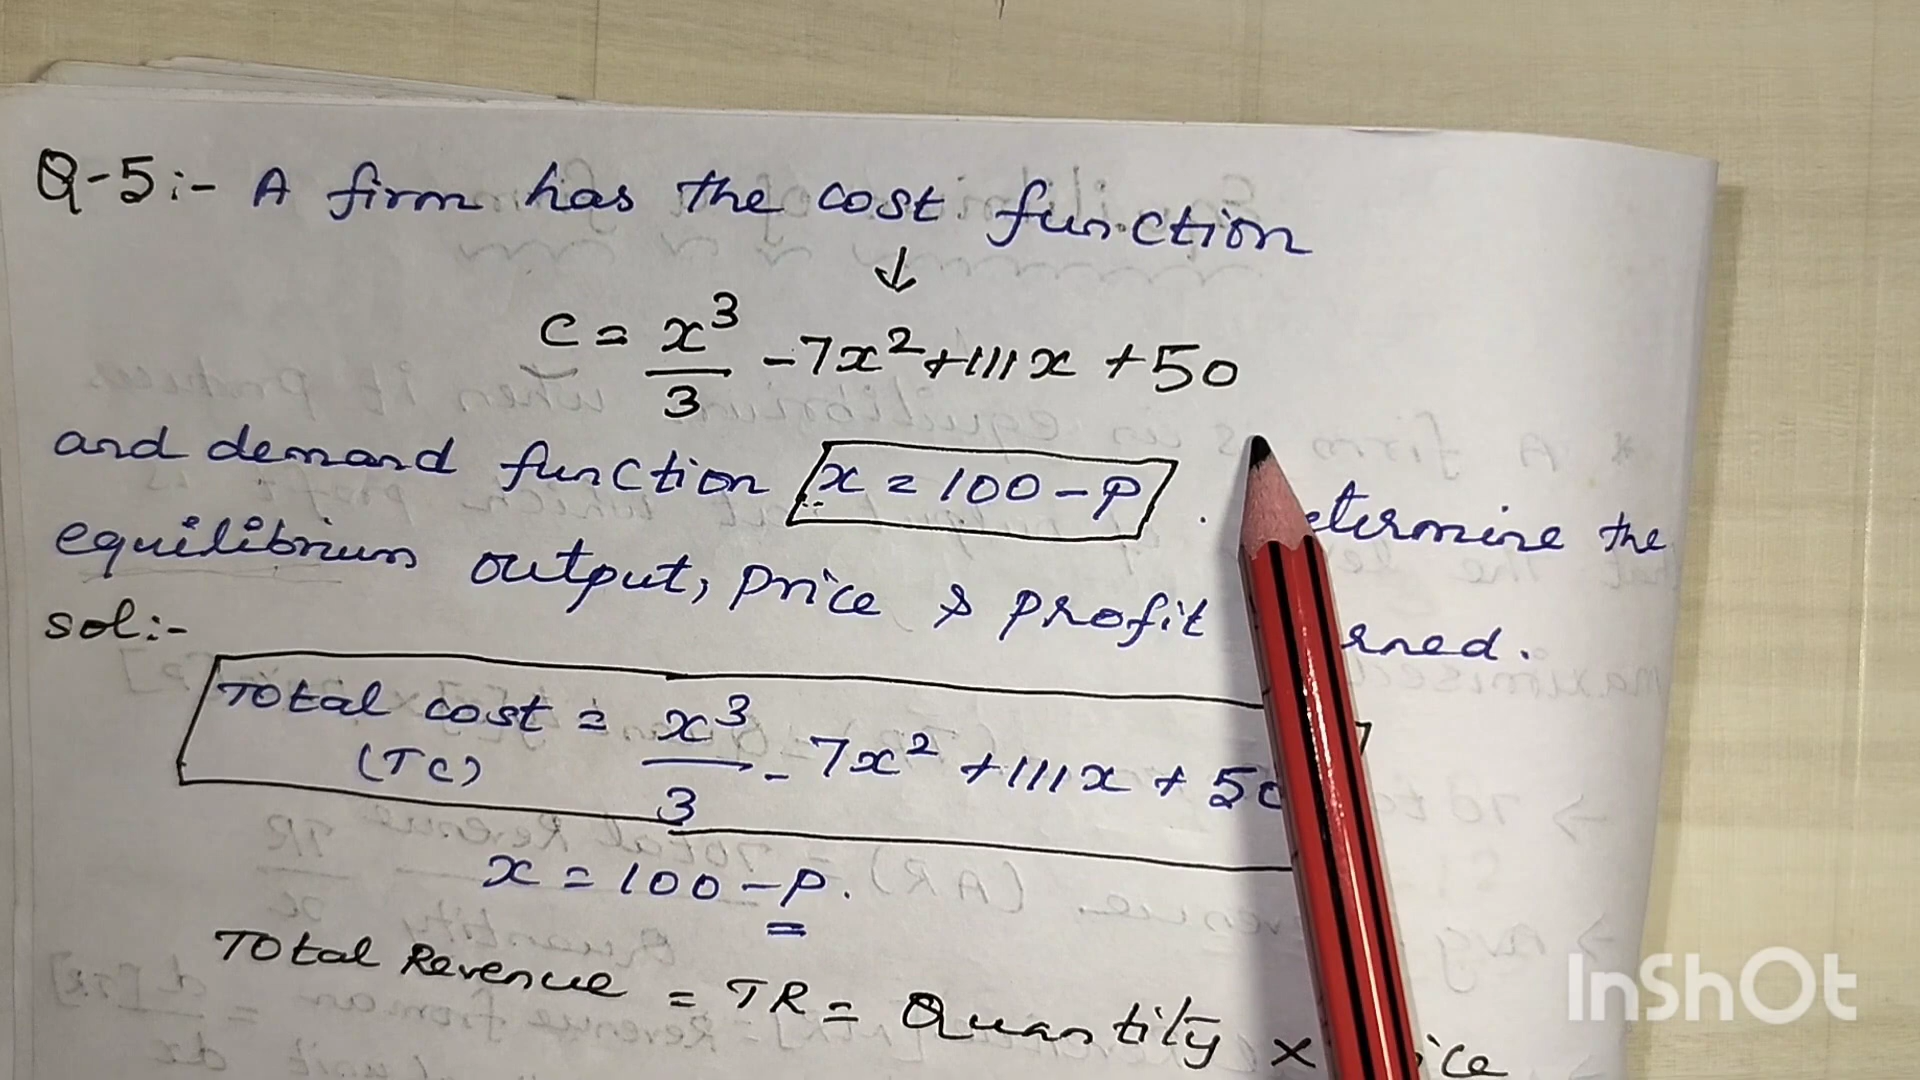 Q-5:- A firm has the cost function
↓
C = x³/3 - 7x² + 111x + 50
and demand function x = 100 - P . the
equilibrium output, price & profit
sol:-
Total cost = x³/3 - 7x² + 111x + 50
(TC)
x = 100 - P.
Total Revenue = TR = Quantity ×
InShOt